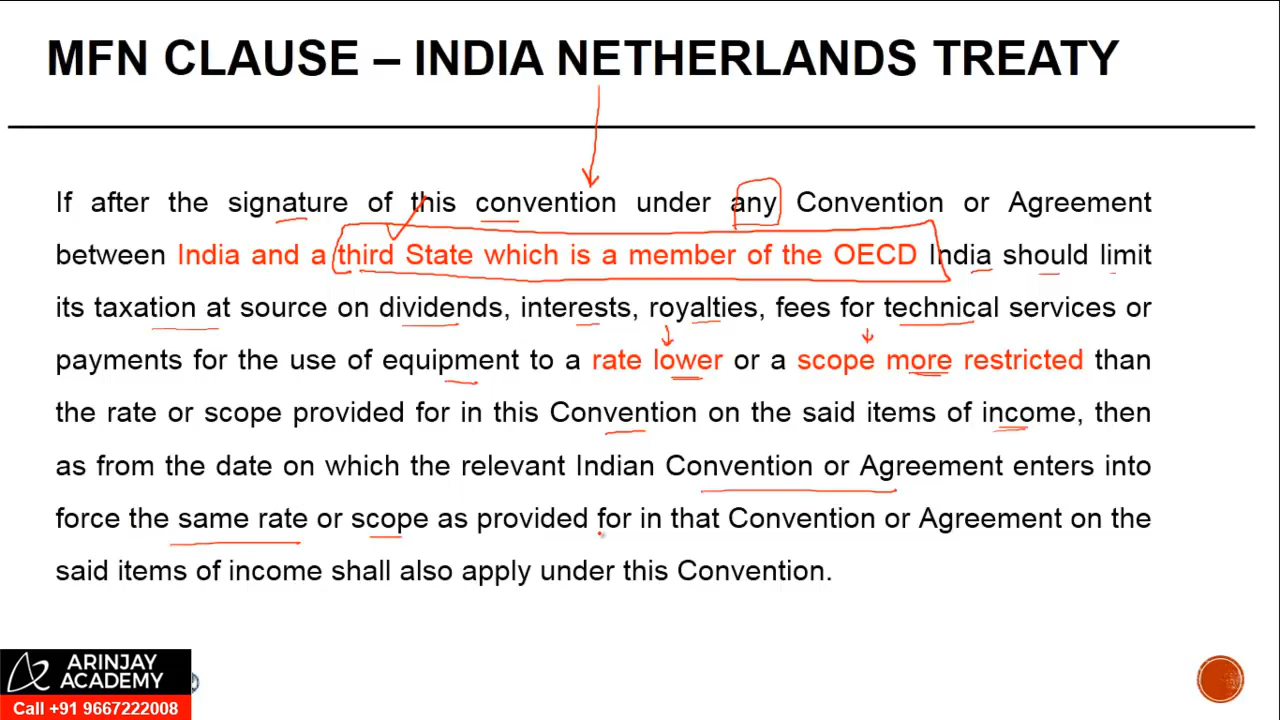 MFN CLAUSE – INDIA NETHERLANDS TREATY
If after the signature of this convention under any Convention or Agreement
between India and a third State which is a member of the OECD India should limit
its taxation at source on dividends, interests, royalties, fees for technical services or
payments for the use of equipment to a rate lower or a scope more restricted than
the rate or scope provided for in this Convention on the said items of income, then
as from the date on which the relevant Indian Convention or Agreement enters into
force the same rate or scope as provided for in that Convention or Agreement on the
said items of income shall also apply under this Convention.
ARINJAY
ACADEMY
Call +91 9667222008